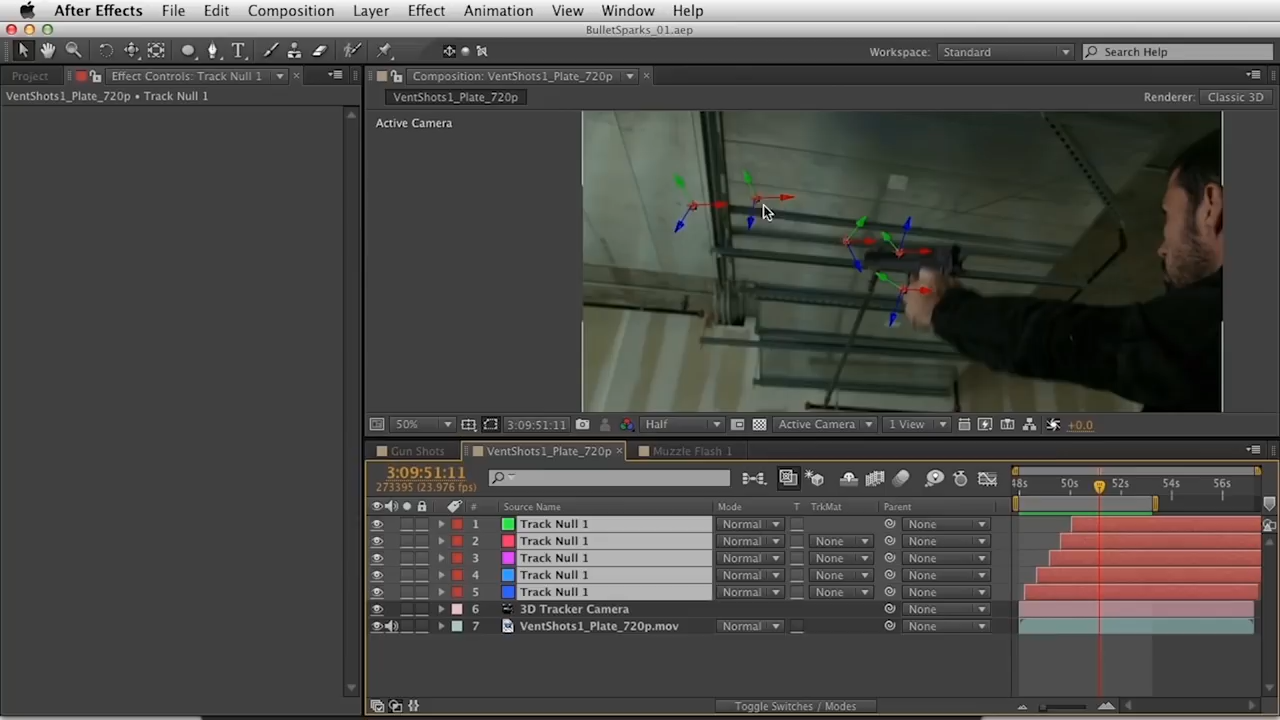 After Effects File Edit Composition Layer Effect Animation View Window Help
BulletSparks_01.aep
T Workspace: Standard Search Help
Project Effect Controls: Track Null 1 Composition: VentShots1_Plate_720p
VentShots1_Plate_720p • Track Null 1 VentShots1_Plate_720p Renderer: Classic 3D
Active Camera
50% 3:09:51:11 Half Active Camera 1 View +0.0
Gun Shots VentShots1_Plate_720p Muzzle Flash 1
3:09:51:11
273395 (23.976 fps) 48s 50s 52s 54s 56s
# Source Name Mode T TrkMat Parent
1 Track Null 1 Normal None
2 Track Null 1 Normal None None
3 Track Null 1 Normal None None
4 Track Null 1 Normal None None
5 Track Null 1 Normal None None
6 3D Tracker Camera None
7 VentShots1_Plate_720p.mov Normal None
Toggle Switches / Modes